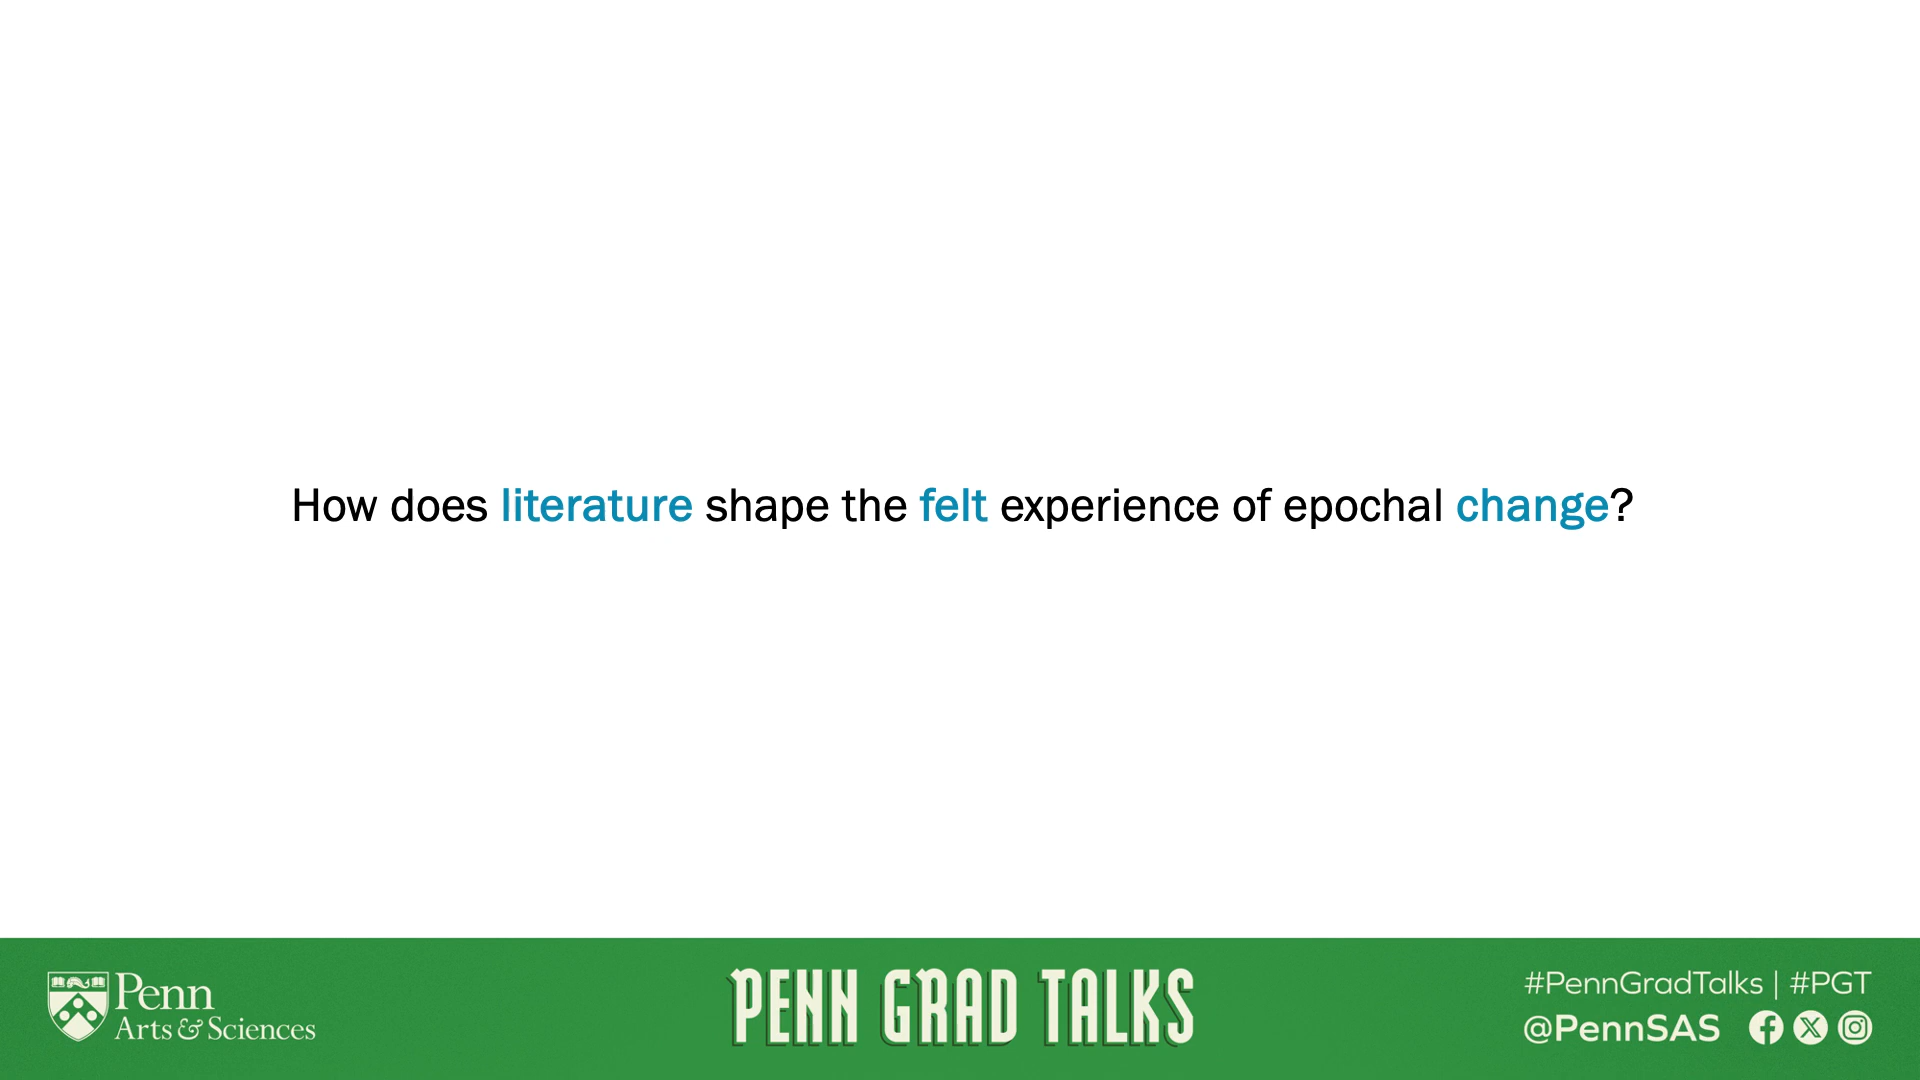 How does literature shape the felt experience of epochal change?
Penn
Arts & Sciences
PENN GRAD TALKS
#PennGradTalks | #PGT
@PennSAS